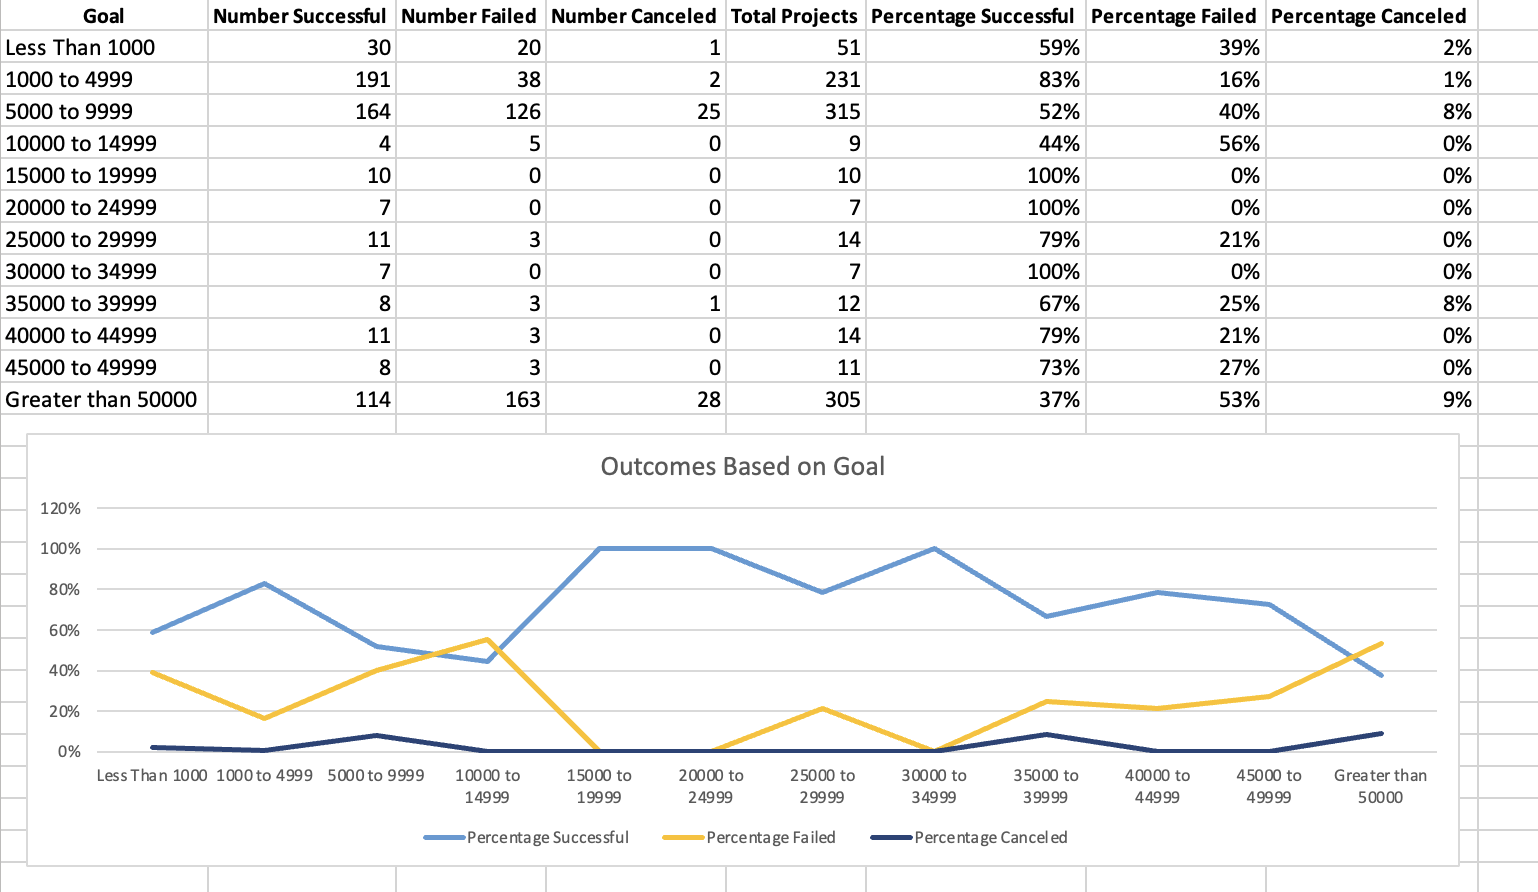 Goal Number Successful Number Failed Number Canceled Total Projects Percentage Successful Percentage Failed Percentage Canceled
Less Than 1000 30 20 1 51 59% 39% 2%
1000 to 4999 191 38 2 231 83% 16% 1%
5000 to 9999 164 126 25 315 52% 40% 8%
10000 to 14999 4 5 0 9 44% 56% 0%
15000 to 19999 10 0 0 10 100% 0% 0%
20000 to 24999 7 0 0 7 100% 0% 0%
25000 to 29999 11 3 0 14 79% 21% 0%
30000 to 34999 7 0 0 7 100% 0% 0%
35000 to 39999 8 3 1 12 67% 25% 8%
40000 to 44999 11 3 0 14 79% 21% 0%
45000 to 49999 8 3 0 11 73% 27% 0%
Greater than 50000 114 163 28 305 37% 53% 9%
Outcomes Based on Goal
120%
100%
80%
60%
40%
20%
0%
Less Than 1000 1000 to 4999 5000 to 9999 10000 to 15000 to 20000 to 25000 to 30000 to 35000 to 40000 to 45000 to Greater than
14999 19999 24999 29999 34999 39999 44999 49999 50000
Percentage Successful Percentage Failed Percentage Canceled